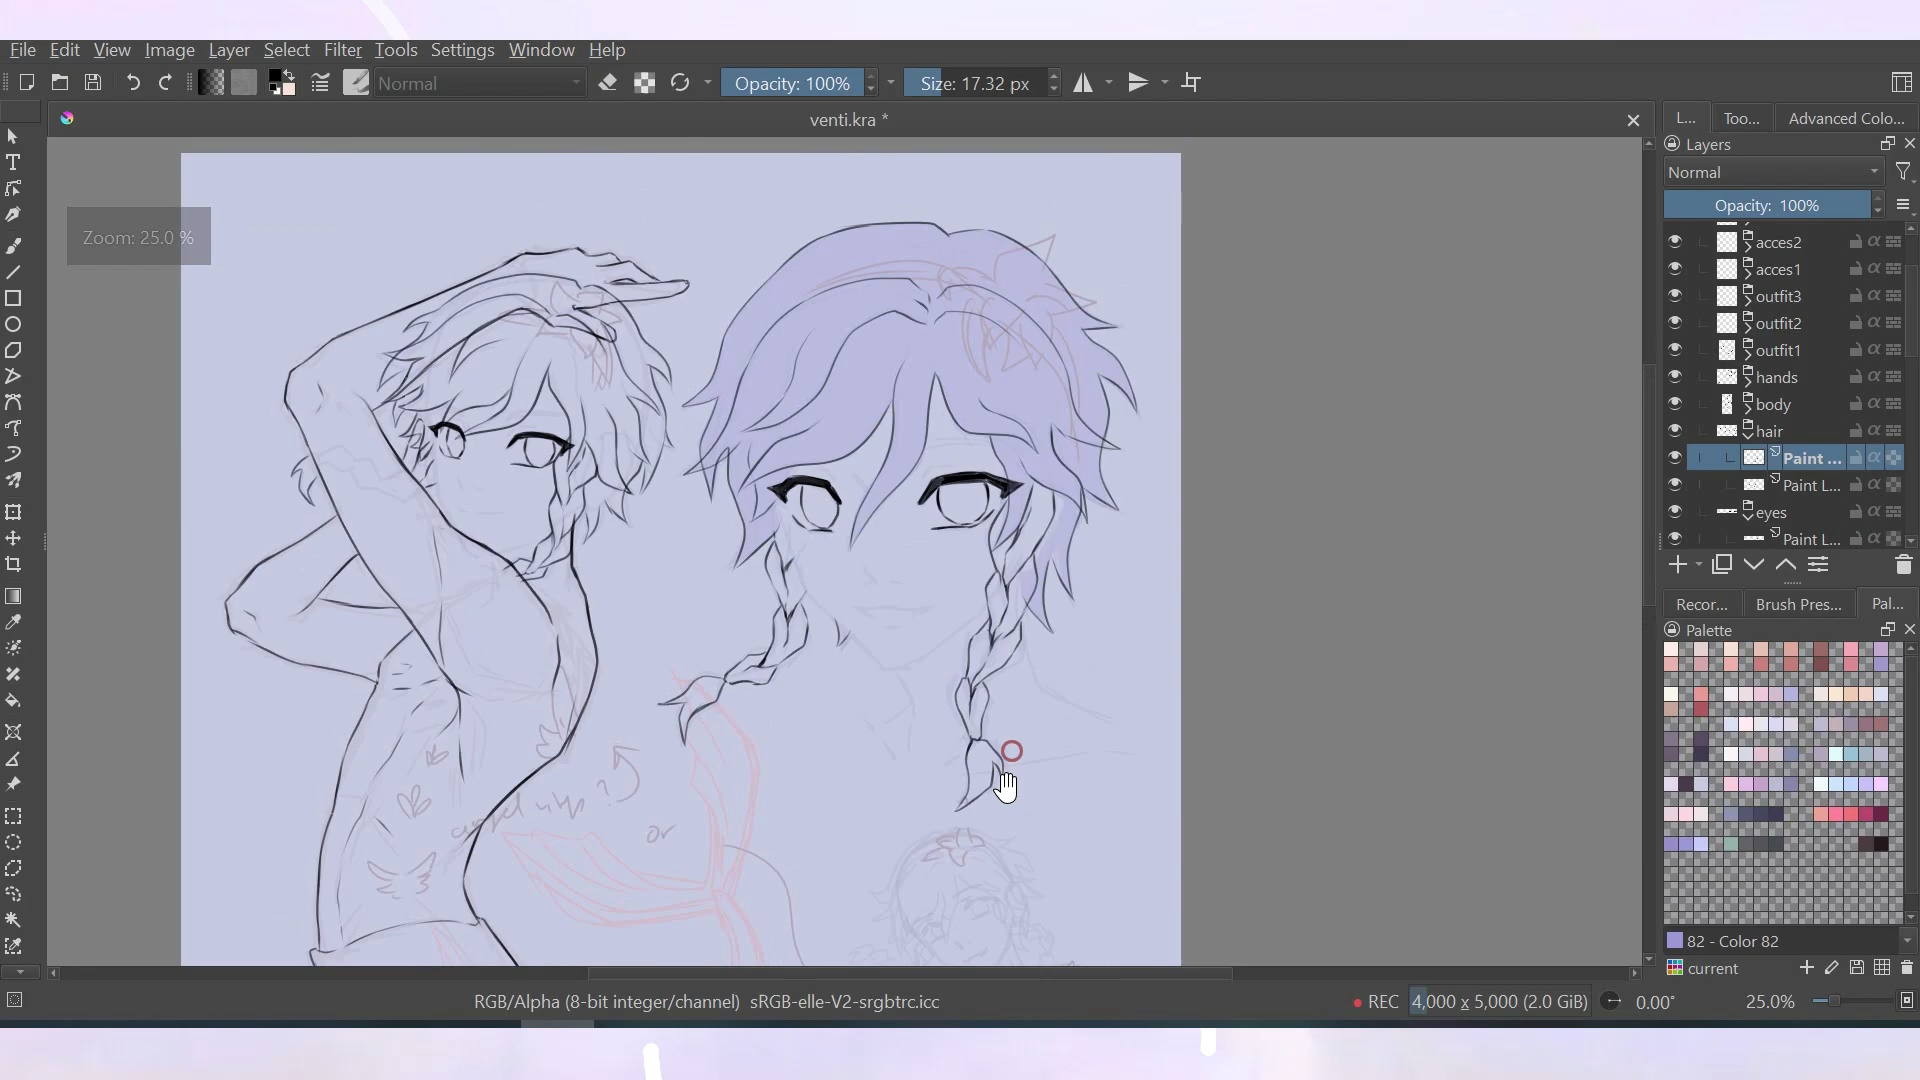 File Edit View Image Layer Select Filter Tools Settings Window Help
Normal
Opacity: 100%
Size: 17.32 px
venti.kra *
L... Too... Advanced Colo...
Layers
Normal
Opacity: 100%
Zoom: 25.0 %
acces2
acces1
outfit3
outfit2
outfit1
hands
body
hair
Paint ...
Paint L...
eyes
Paint L...
Recor... Brush Pres... Pal...
Palette
or
82 - Color 82
current
RGB/Alpha (8-bit integer/channel) sRGB-elle-V2-srgbtrc.icc
REC 4,000 x 5,000 (2.0 GiB) 0.00° 25.0%